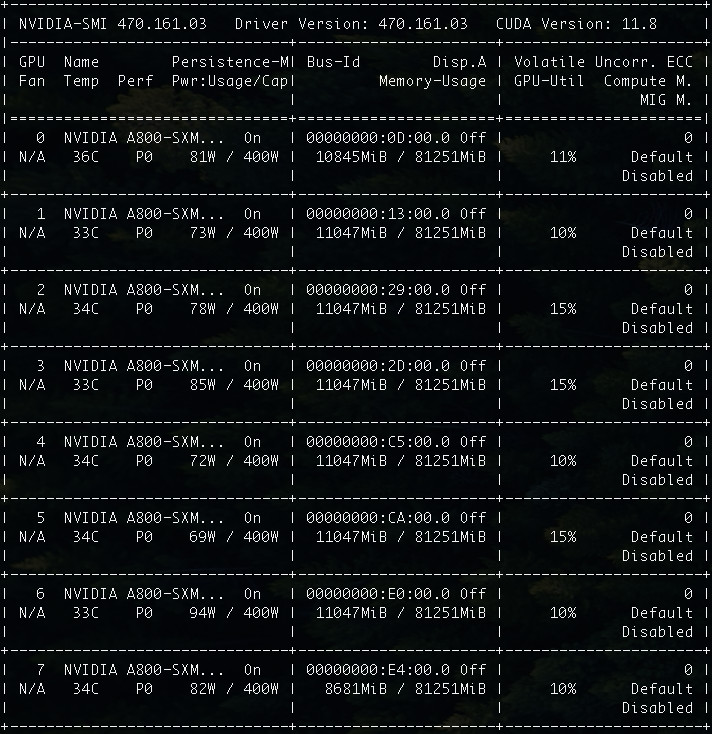 NVIDIA-SMI 470.161.03 Driver Version: 470.161.03 CUDA Version: 11.8
GPU Name Persistence-M| Bus-Id Disp.A | Volatile Uncorr. ECC
Fan Temp Perf Pwr:Usage/Cap| Memory-Usage | GPU-Util Compute M.
| | MIG M.
0 NVIDIA A800-SXM... On | 00000000:0D:00.0 Off | 0
N/A 36C P0 81W / 400W | 10845MiB / 81251MiB | 11% Default
| | Disabled
1 NVIDIA A800-SXM... On | 00000000:13:00.0 Off | 0
N/A 33C P0 73W / 400W | 11047MiB / 81251MiB | 10% Default
| | Disabled
2 NVIDIA A800-SXM... On | 00000000:29:00.0 Off | 0
N/A 34C P0 78W / 400W | 11047MiB / 81251MiB | 15% Default
| | Disabled
3 NVIDIA A800-SXM... On | 00000000:2D:00.0 Off | 0
N/A 33C P0 85W / 400W | 11047MiB / 81251MiB | 15% Default
| | Disabled
4 NVIDIA A800-SXM... On | 00000000:C5:00.0 Off | 0
N/A 34C P0 72W / 400W | 11047MiB / 81251MiB | 10% Default
| | Disabled
5 NVIDIA A800-SXM... On | 00000000:CA:00.0 Off | 0
N/A 34C P0 69W / 400W | 11047MiB / 81251MiB | 15% Default
| | Disabled
6 NVIDIA A800-SXM... On | 00000000:E0:00.0 Off | 0
N/A 33C P0 94W / 400W | 11047MiB / 81251MiB | 10% Default
| | Disabled
7 NVIDIA A800-SXM... On | 00000000:E4:00.0 Off | 0
N/A 34C P0 82W / 400W | 8681MiB / 81251MiB | 10% Default
| | Disabled